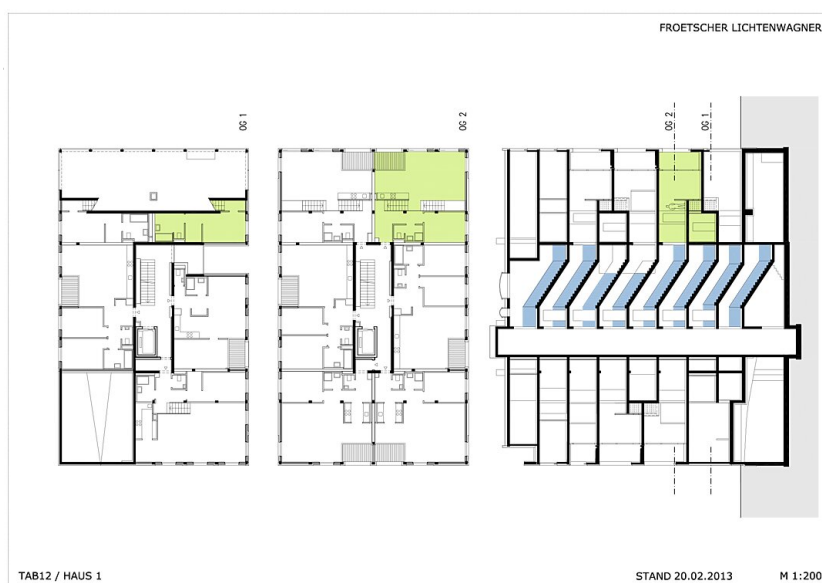 FROETSCHER LICHTENWAGNER
OG 1
OG 2
OG 2
OG 1
TAB12 / HAUS 1
STAND 20.02.2013
M 1:200